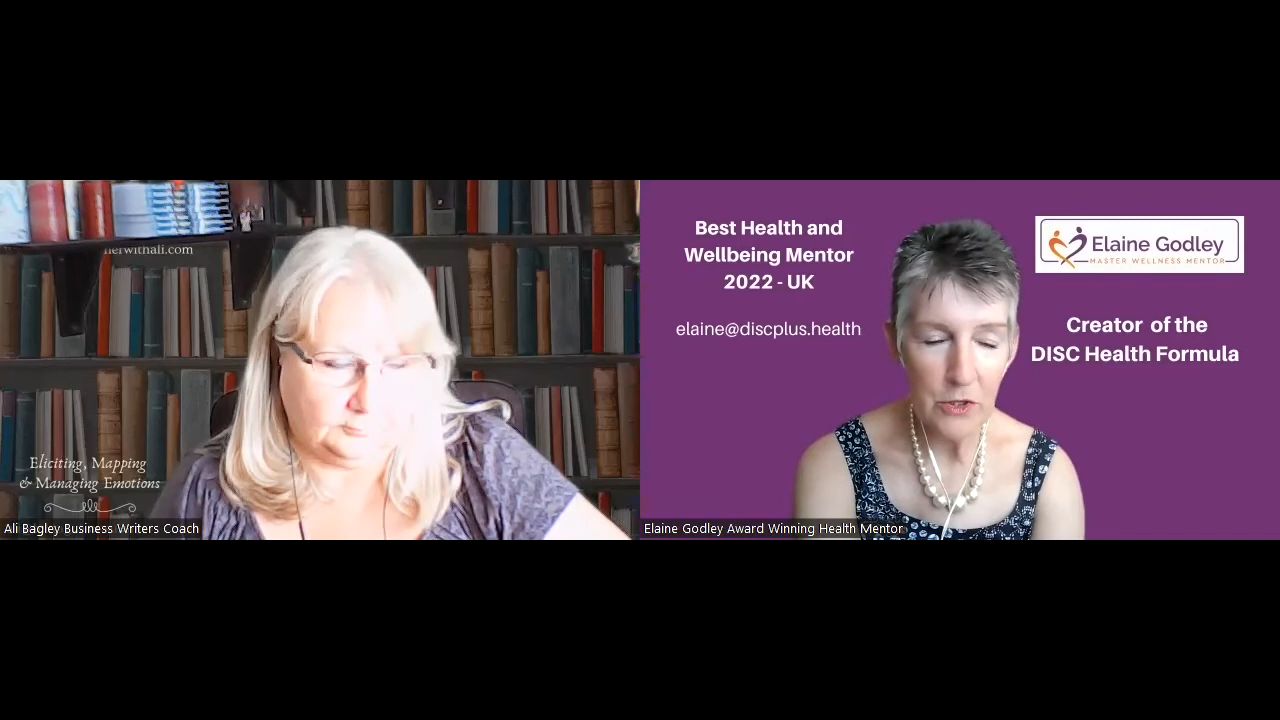 herwithali.com
Eliciting, Mapping
& Managing Emotions
Ali Bagley Business Writers Coach
Best Health and
Wellbeing Mentor
2022 - UK
elaine@discplus.health
Elaine Godley
MASTER WELLNESS MENTOR
Creator of the
DISC Health Formula
Elaine Godley Award Winning Health Mentor